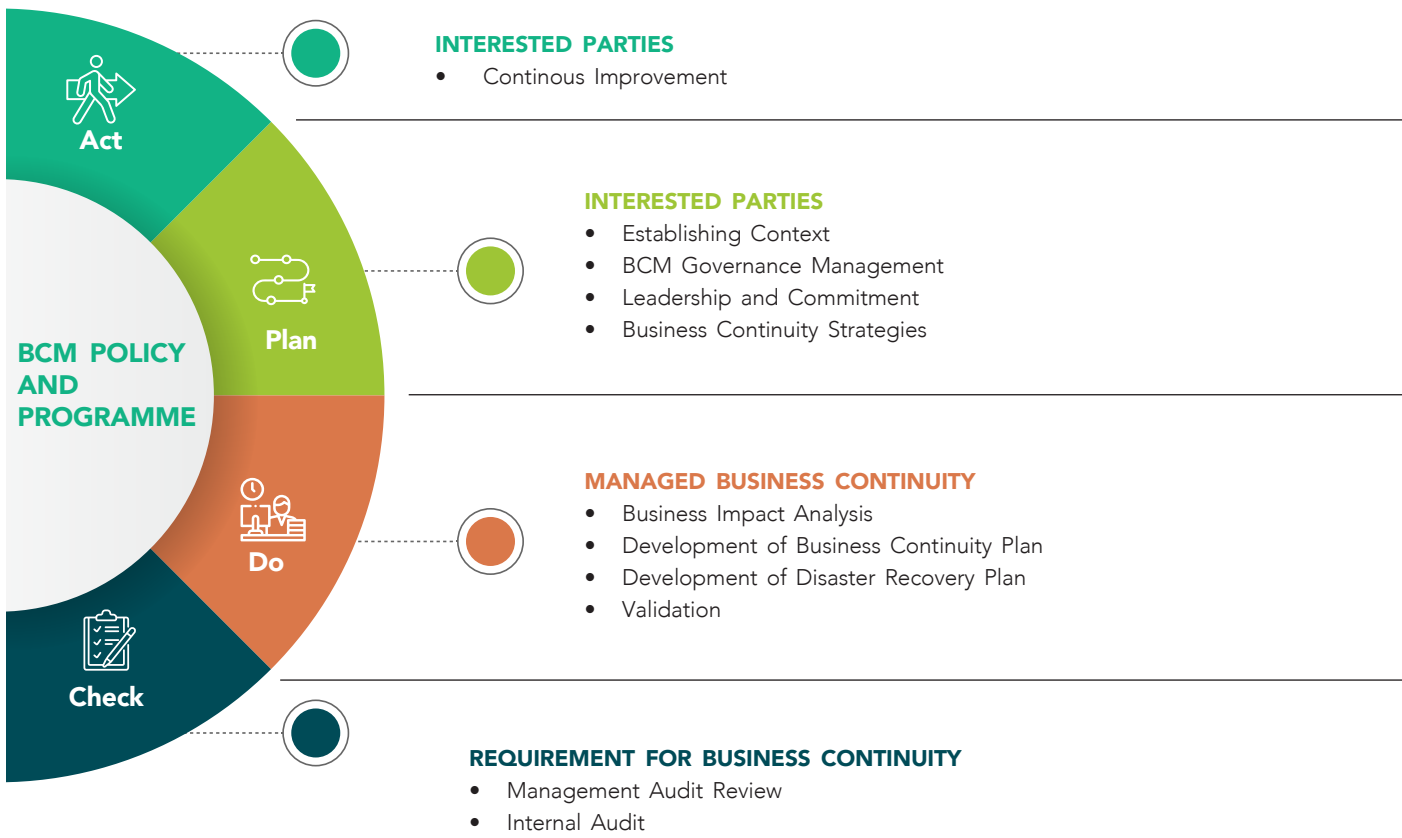 BCM POLICY
AND
PROGRAMME
Act
INTERESTED PARTIES
• Continous Improvement
Plan
INTERESTED PARTIES
• Establishing Context
• BCM Governance Management
• Leadership and Commitment
• Business Continuity Strategies
Do
MANAGED BUSINESS CONTINUITY
• Business Impact Analysis
• Development of Business Continuity Plan
• Development of Disaster Recovery Plan
• Validation
Check
REQUIREMENT FOR BUSINESS CONTINUITY
• Management Audit Review
• Internal Audit